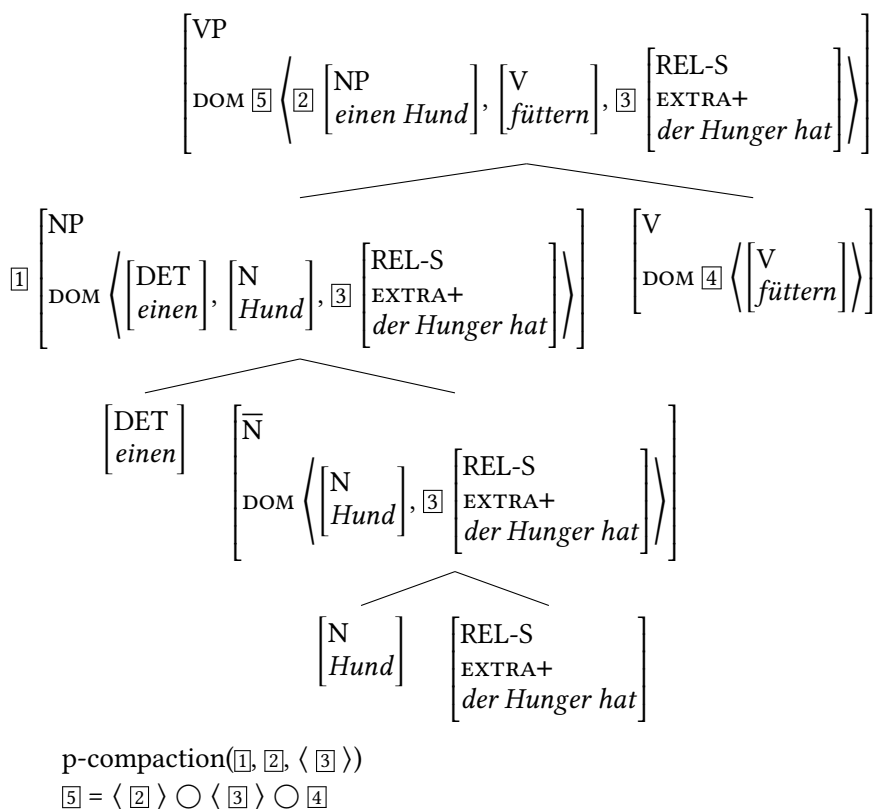 VP
DOM 5 ⟨ 2 [NP einen Hund], [V füttern], 3 [REL-S EXTRA+ der Hunger hat] ⟩
1 NP
DOM ⟨ [DET einen], [N Hund], 3 [REL-S EXTRA+ der Hunger hat] ⟩
V
DOM 4 ⟨ [V füttern] ⟩
DET
einen
N̅
DOM ⟨ [N Hund], 3 [REL-S EXTRA+ der Hunger hat] ⟩
N
Hund
REL-S
EXTRA+
der Hunger hat
p-compaction(1, 2, ⟨ 3 ⟩)
5 = ⟨ 2 ⟩ ◯ ⟨ 3 ⟩ ◯ 4